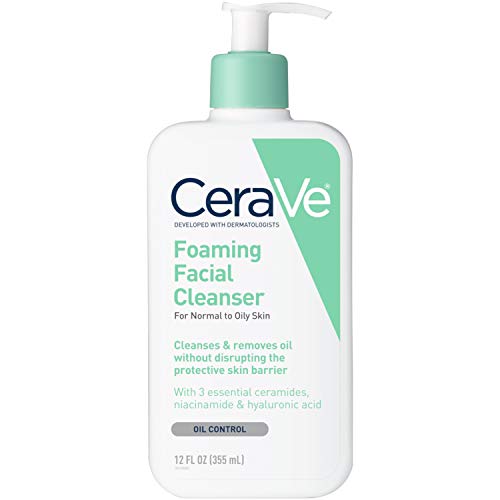 CeraVe®
DEVELOPED WITH DERMATOLOGISTS
Foaming
Facial
Cleanser
For Normal to Oily Skin
Cleanses & removes oil
without disrupting the
protective skin barrier
With 3 essential ceramides,
niacinamide & hyaluronic acid
OIL CONTROL
12 FL OZ (355 mL)